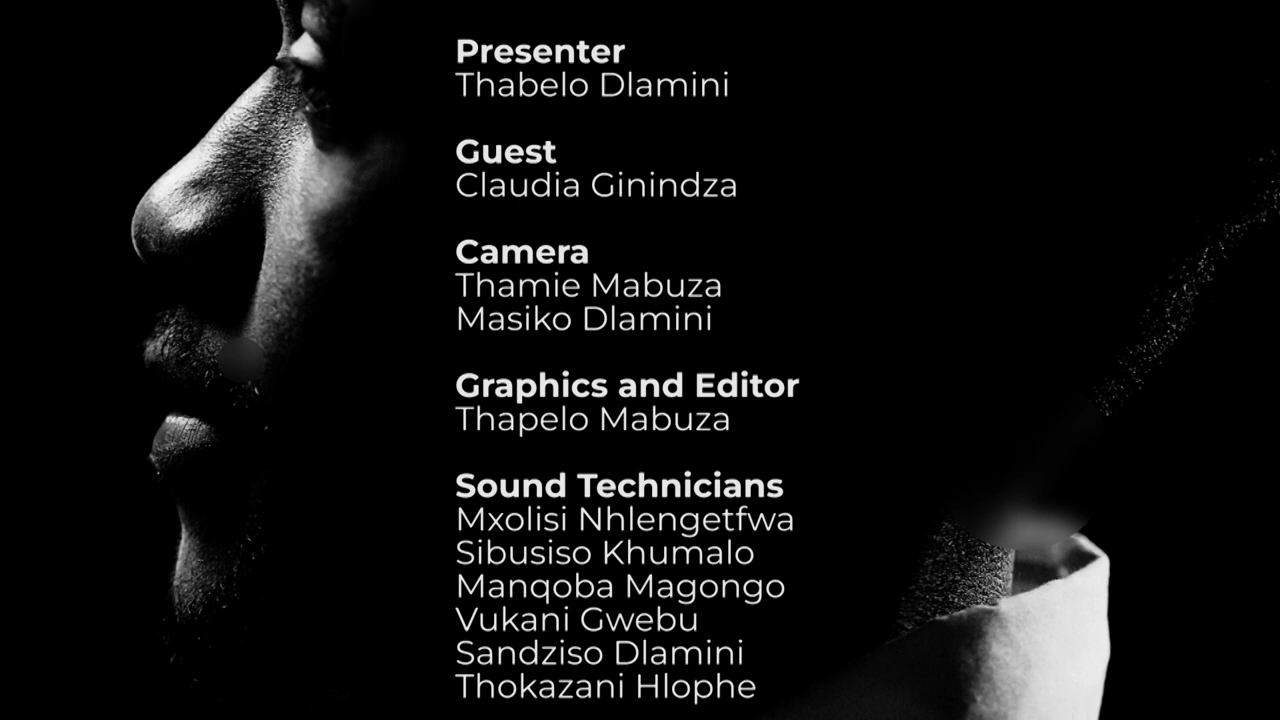 Presenter
Thabelo Dlamini
Guest
Claudia Ginindza
Camera
Thamie Mabuza
Masiko Dlamini
Graphics and Editor
Thapelo Mabuza
Sound Technicians
Mxolisi Nhlengetfwa
Sibusiso Khumalo
Manqoba Magongo
Vukani Gwebu
Sandziso Dlamini
Thokazani Hlophe